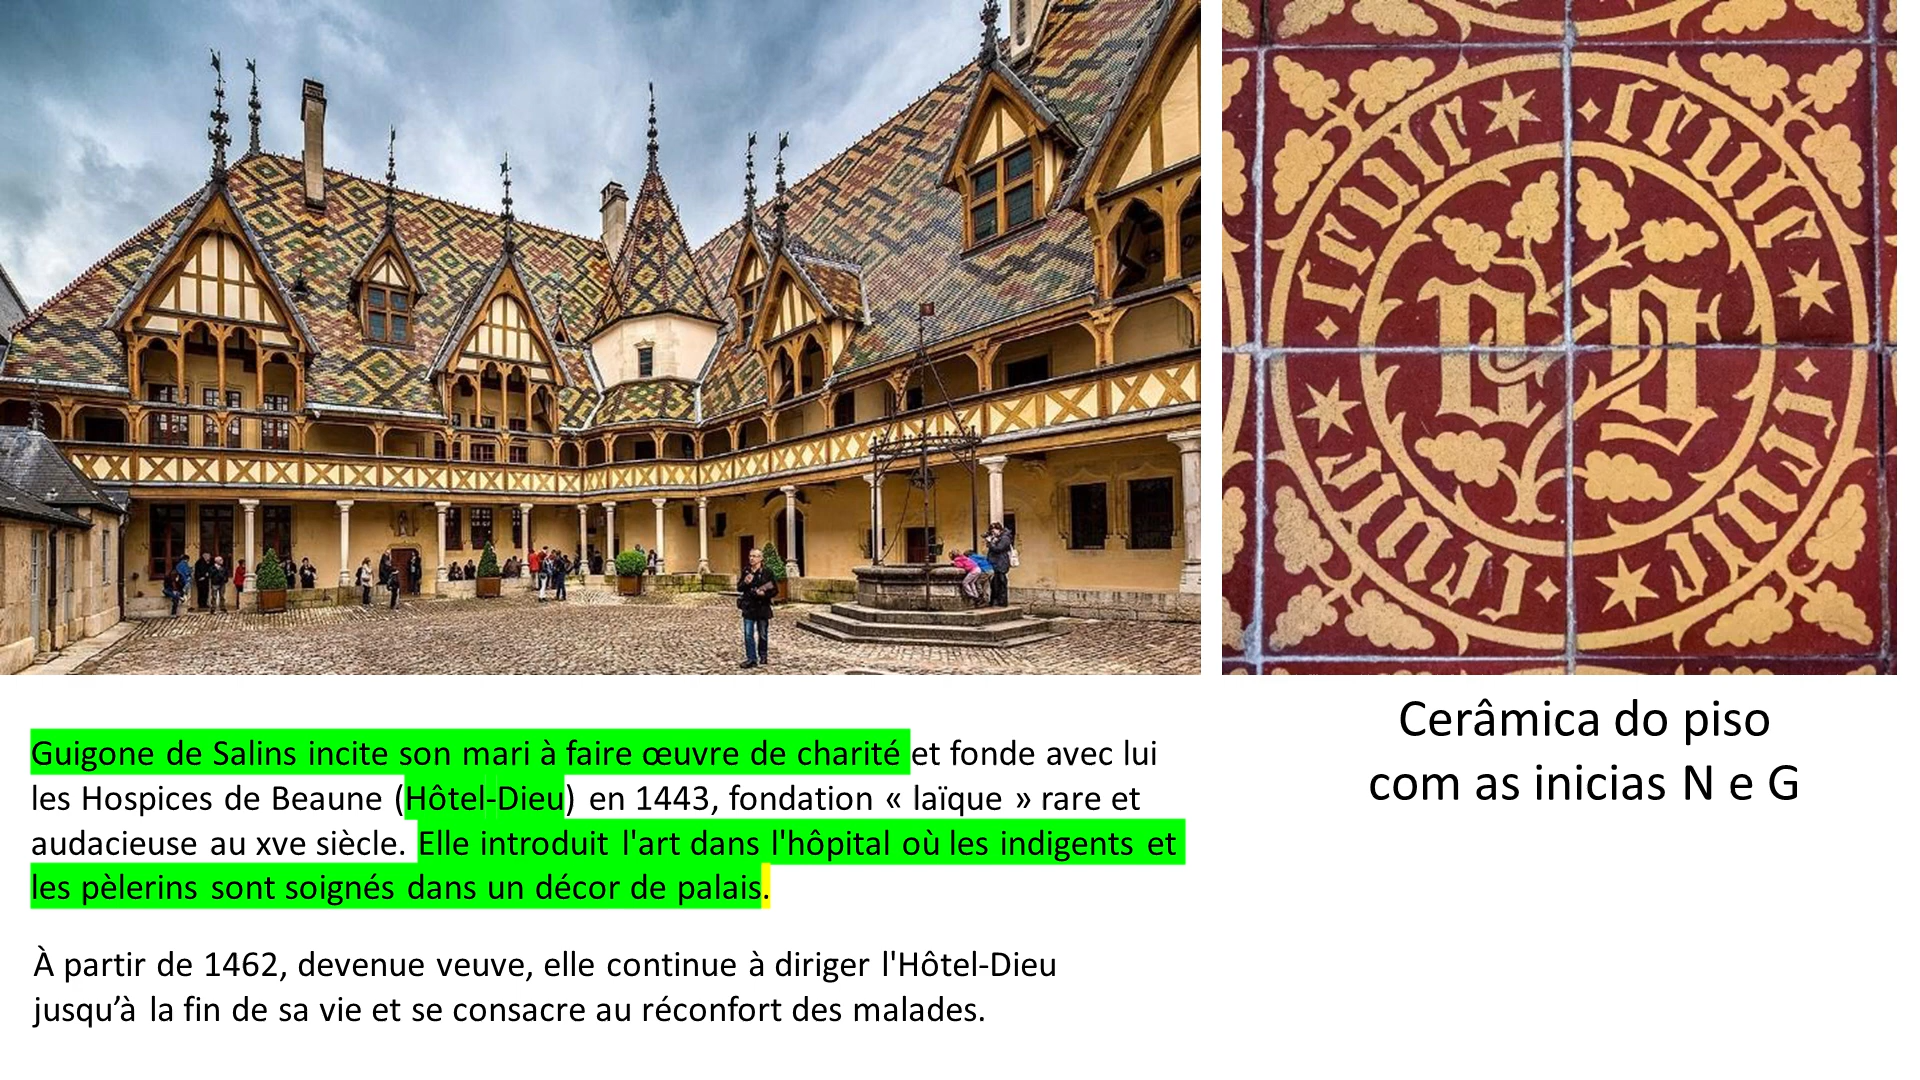 ·seulle ★ ·seulle ★
N G
★ ·seulle ★ ·seulle
Cerâmica do piso
com as inicias N e G
Guigone de Salins incite son mari à faire œuvre de charité et fonde avec lui
les Hospices de Beaune (Hôtel-Dieu) en 1443, fondation « laïque » rare et
audacieuse au xve siècle. Elle introduit l'art dans l'hôpital où les indigents et
les pèlerins sont soignés dans un décor de palais.
À partir de 1462, devenue veuve, elle continue à diriger l'Hôtel-Dieu
jusqu’à la fin de sa vie et se consacre au réconfort des malades.